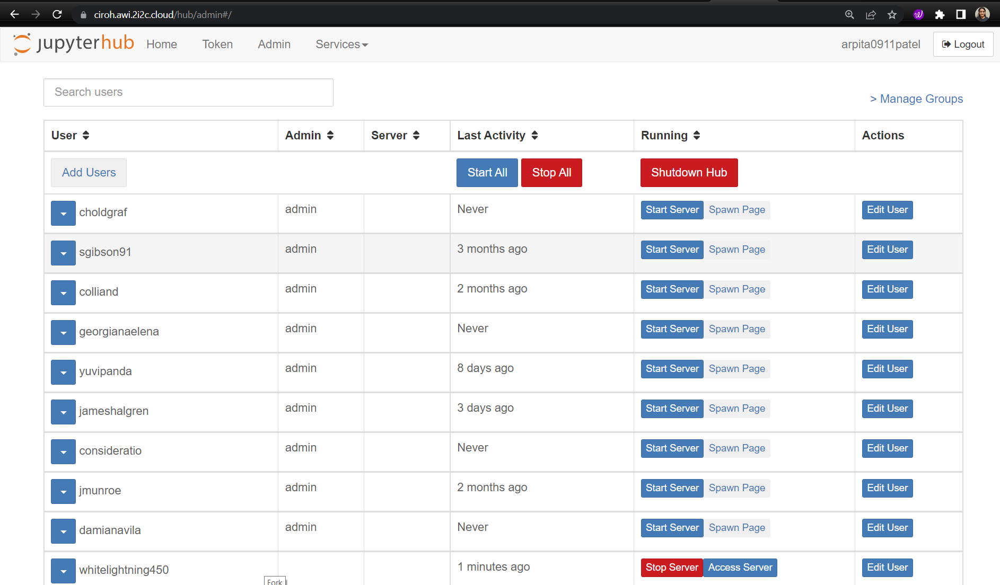 ciroh.awi.2i2c.cloud/hub/admin#/
jupyterhub Home Token Admin Services arpita0911patel Logout
Search users
> Manage Groups
User Admin Server Last Activity Running Actions
Add Users Start All Stop All Shutdown Hub
choldgraf admin Never Start Server Spawn Page Edit User
sgibson91 admin 3 months ago Start Server Spawn Page Edit User
colliand admin 2 months ago Start Server Spawn Page Edit User
georgianaelena admin Never Start Server Spawn Page Edit User
yuvipanda admin 8 days ago Start Server Spawn Page Edit User
jameshalgren admin 3 days ago Start Server Spawn Page Edit User
consideratio admin Never Start Server Spawn Page Edit User
jmunroe admin 2 months ago Start Server Spawn Page Edit User
damianavila admin Never Start Server Spawn Page Edit User
whitelightning450 1 minutes ago Stop Server Access Server Edit User
Fork